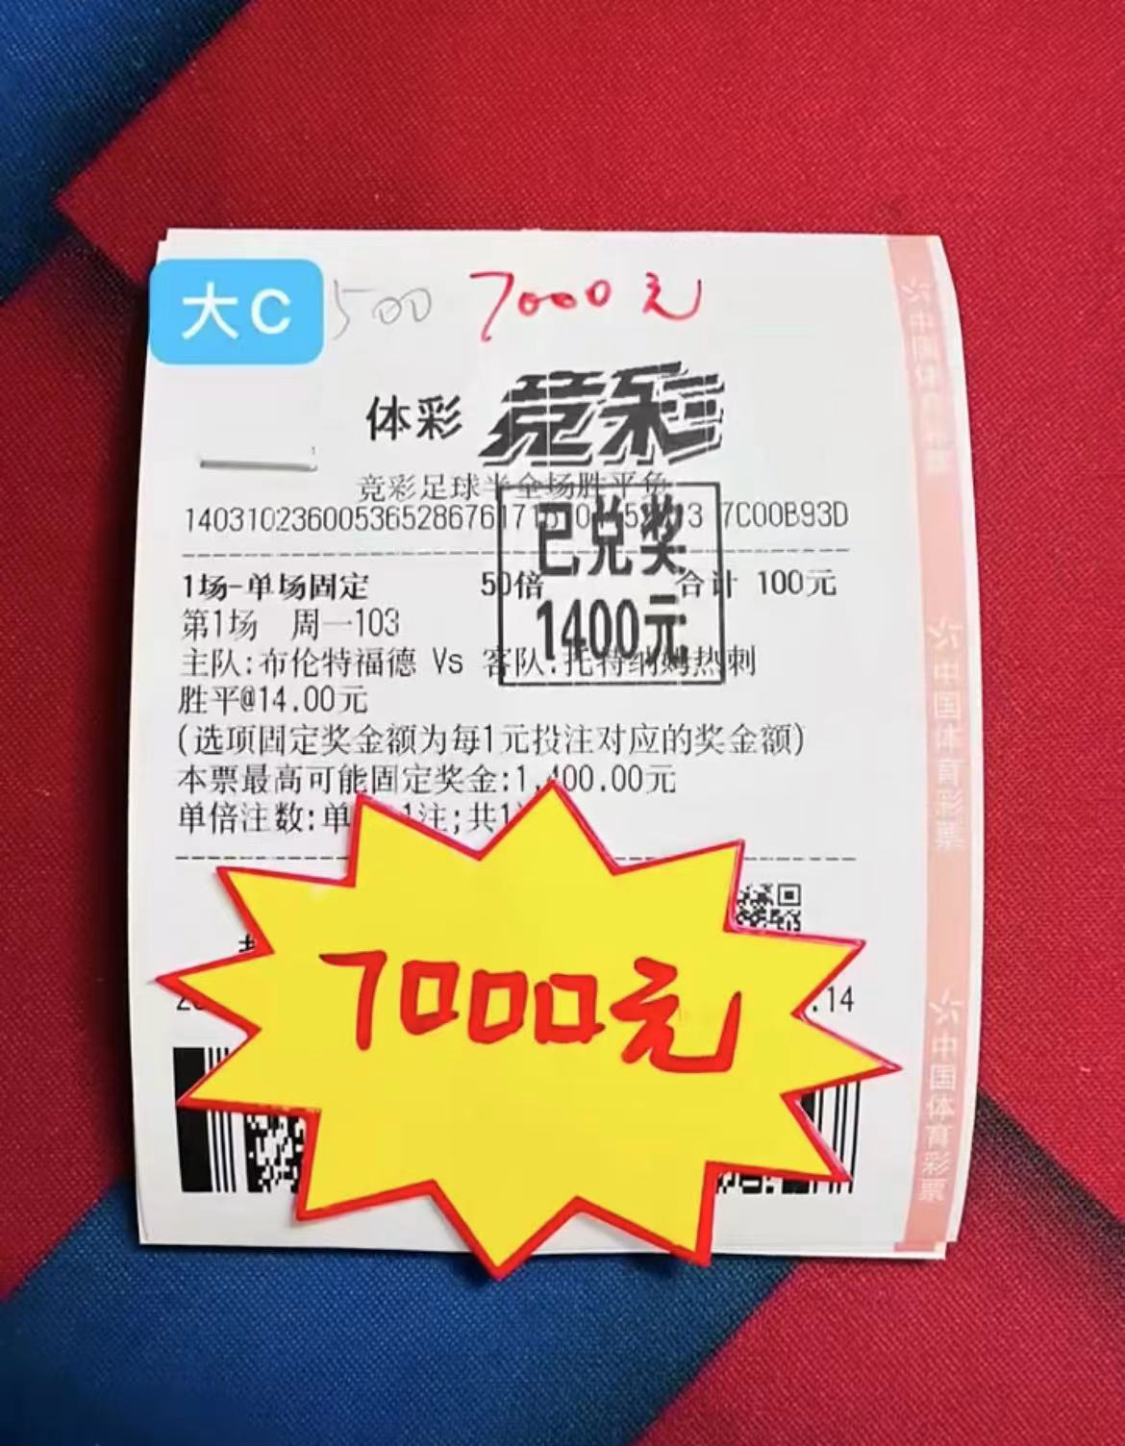 大C 500 7000元
体彩 竞彩
竞彩足球半全场胜平负
7C00B93D
已兑奖
1400元
1场-单场固定 50倍 合计 100元
第1场 周一103
主队:布伦特福德 Vs 客队:托特纳姆热刺
胜平@14.00元
(选项固定奖金额为每1元投注对应的奖金额)
本票最高可能固定奖金:1,400.00元
单倍注数:单 1注;共1
7000元
.14
中国体育彩票
中国体育彩票
中国体育彩票